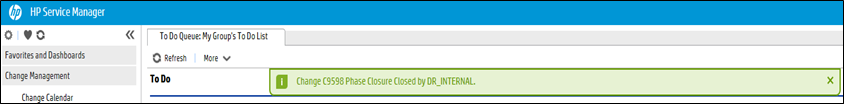 hp HP Service Manager
To Do Queue: My Group's To Do List
Favorites and Dashboards
Refresh More
Change Management
To Do
Change C9598 Phase Closure Closed by DR_INTERNAL.
Change Calendar